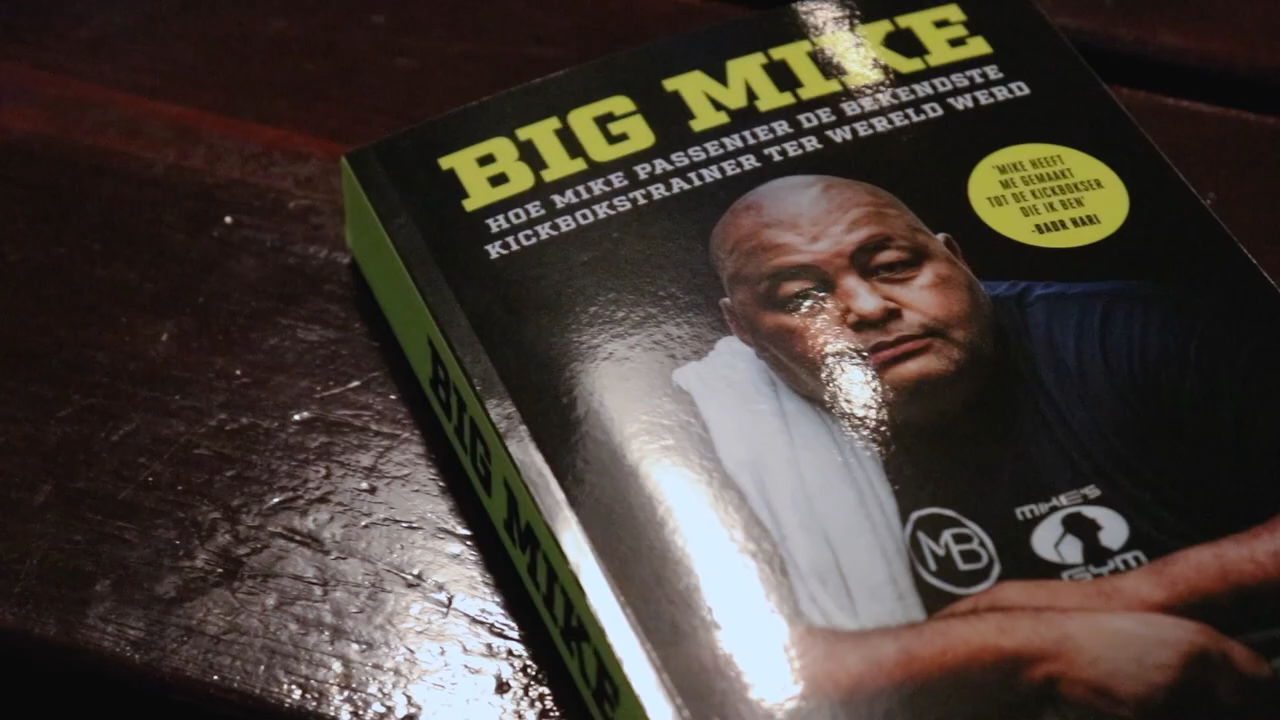 BIG MIKE
HOE MIKE PASSENIER DE BEKENDSTE
KICKBOKSTRAINER TER WERELD WERD
'MIKE HEEFT
ME GEMAAKT
TOT DE KICKBOKSER
DIE IK BEN'
-BADR HARI
MB
MIKE'S
GYM
BIG MIKE